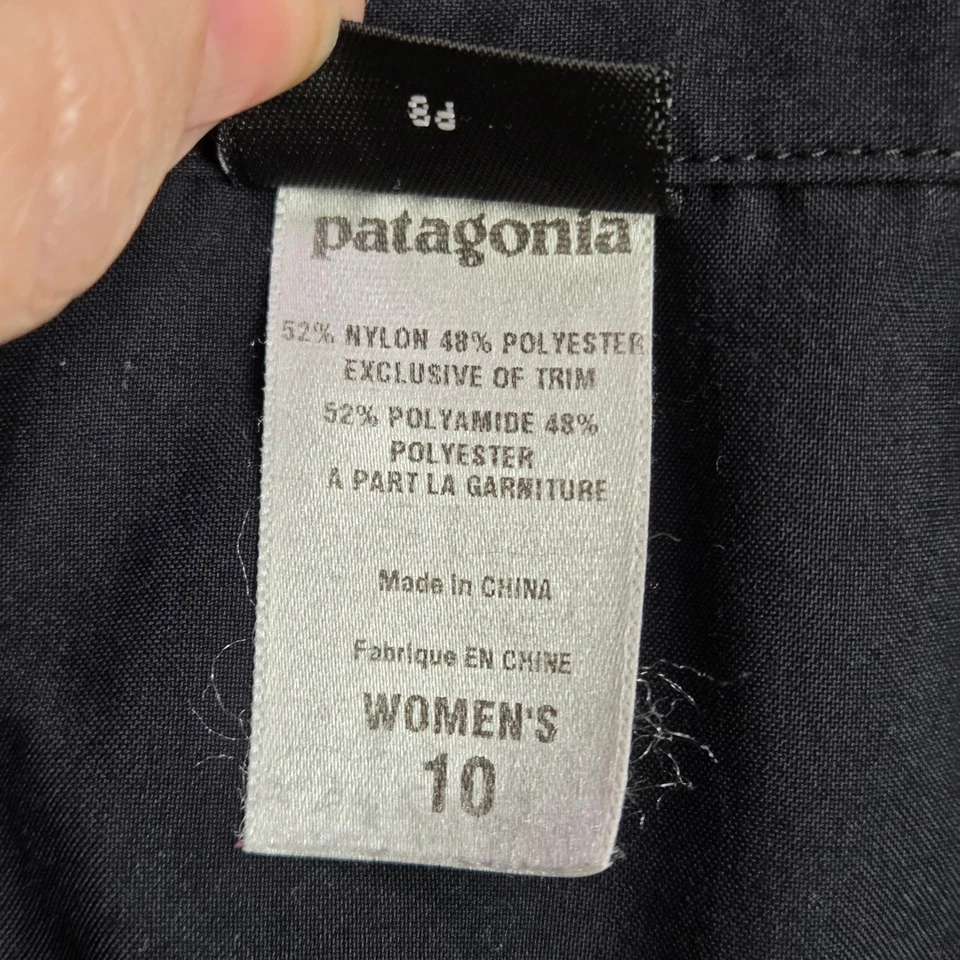 P8
patagonia
52% NYLON 48% POLYESTER
EXCLUSIVE OF TRIM
52% POLYAMIDE 48%
POLYESTER
À PART LA GARNITURE
Made in CHINA
Fabrique EN CHINE
WOMEN'S
10